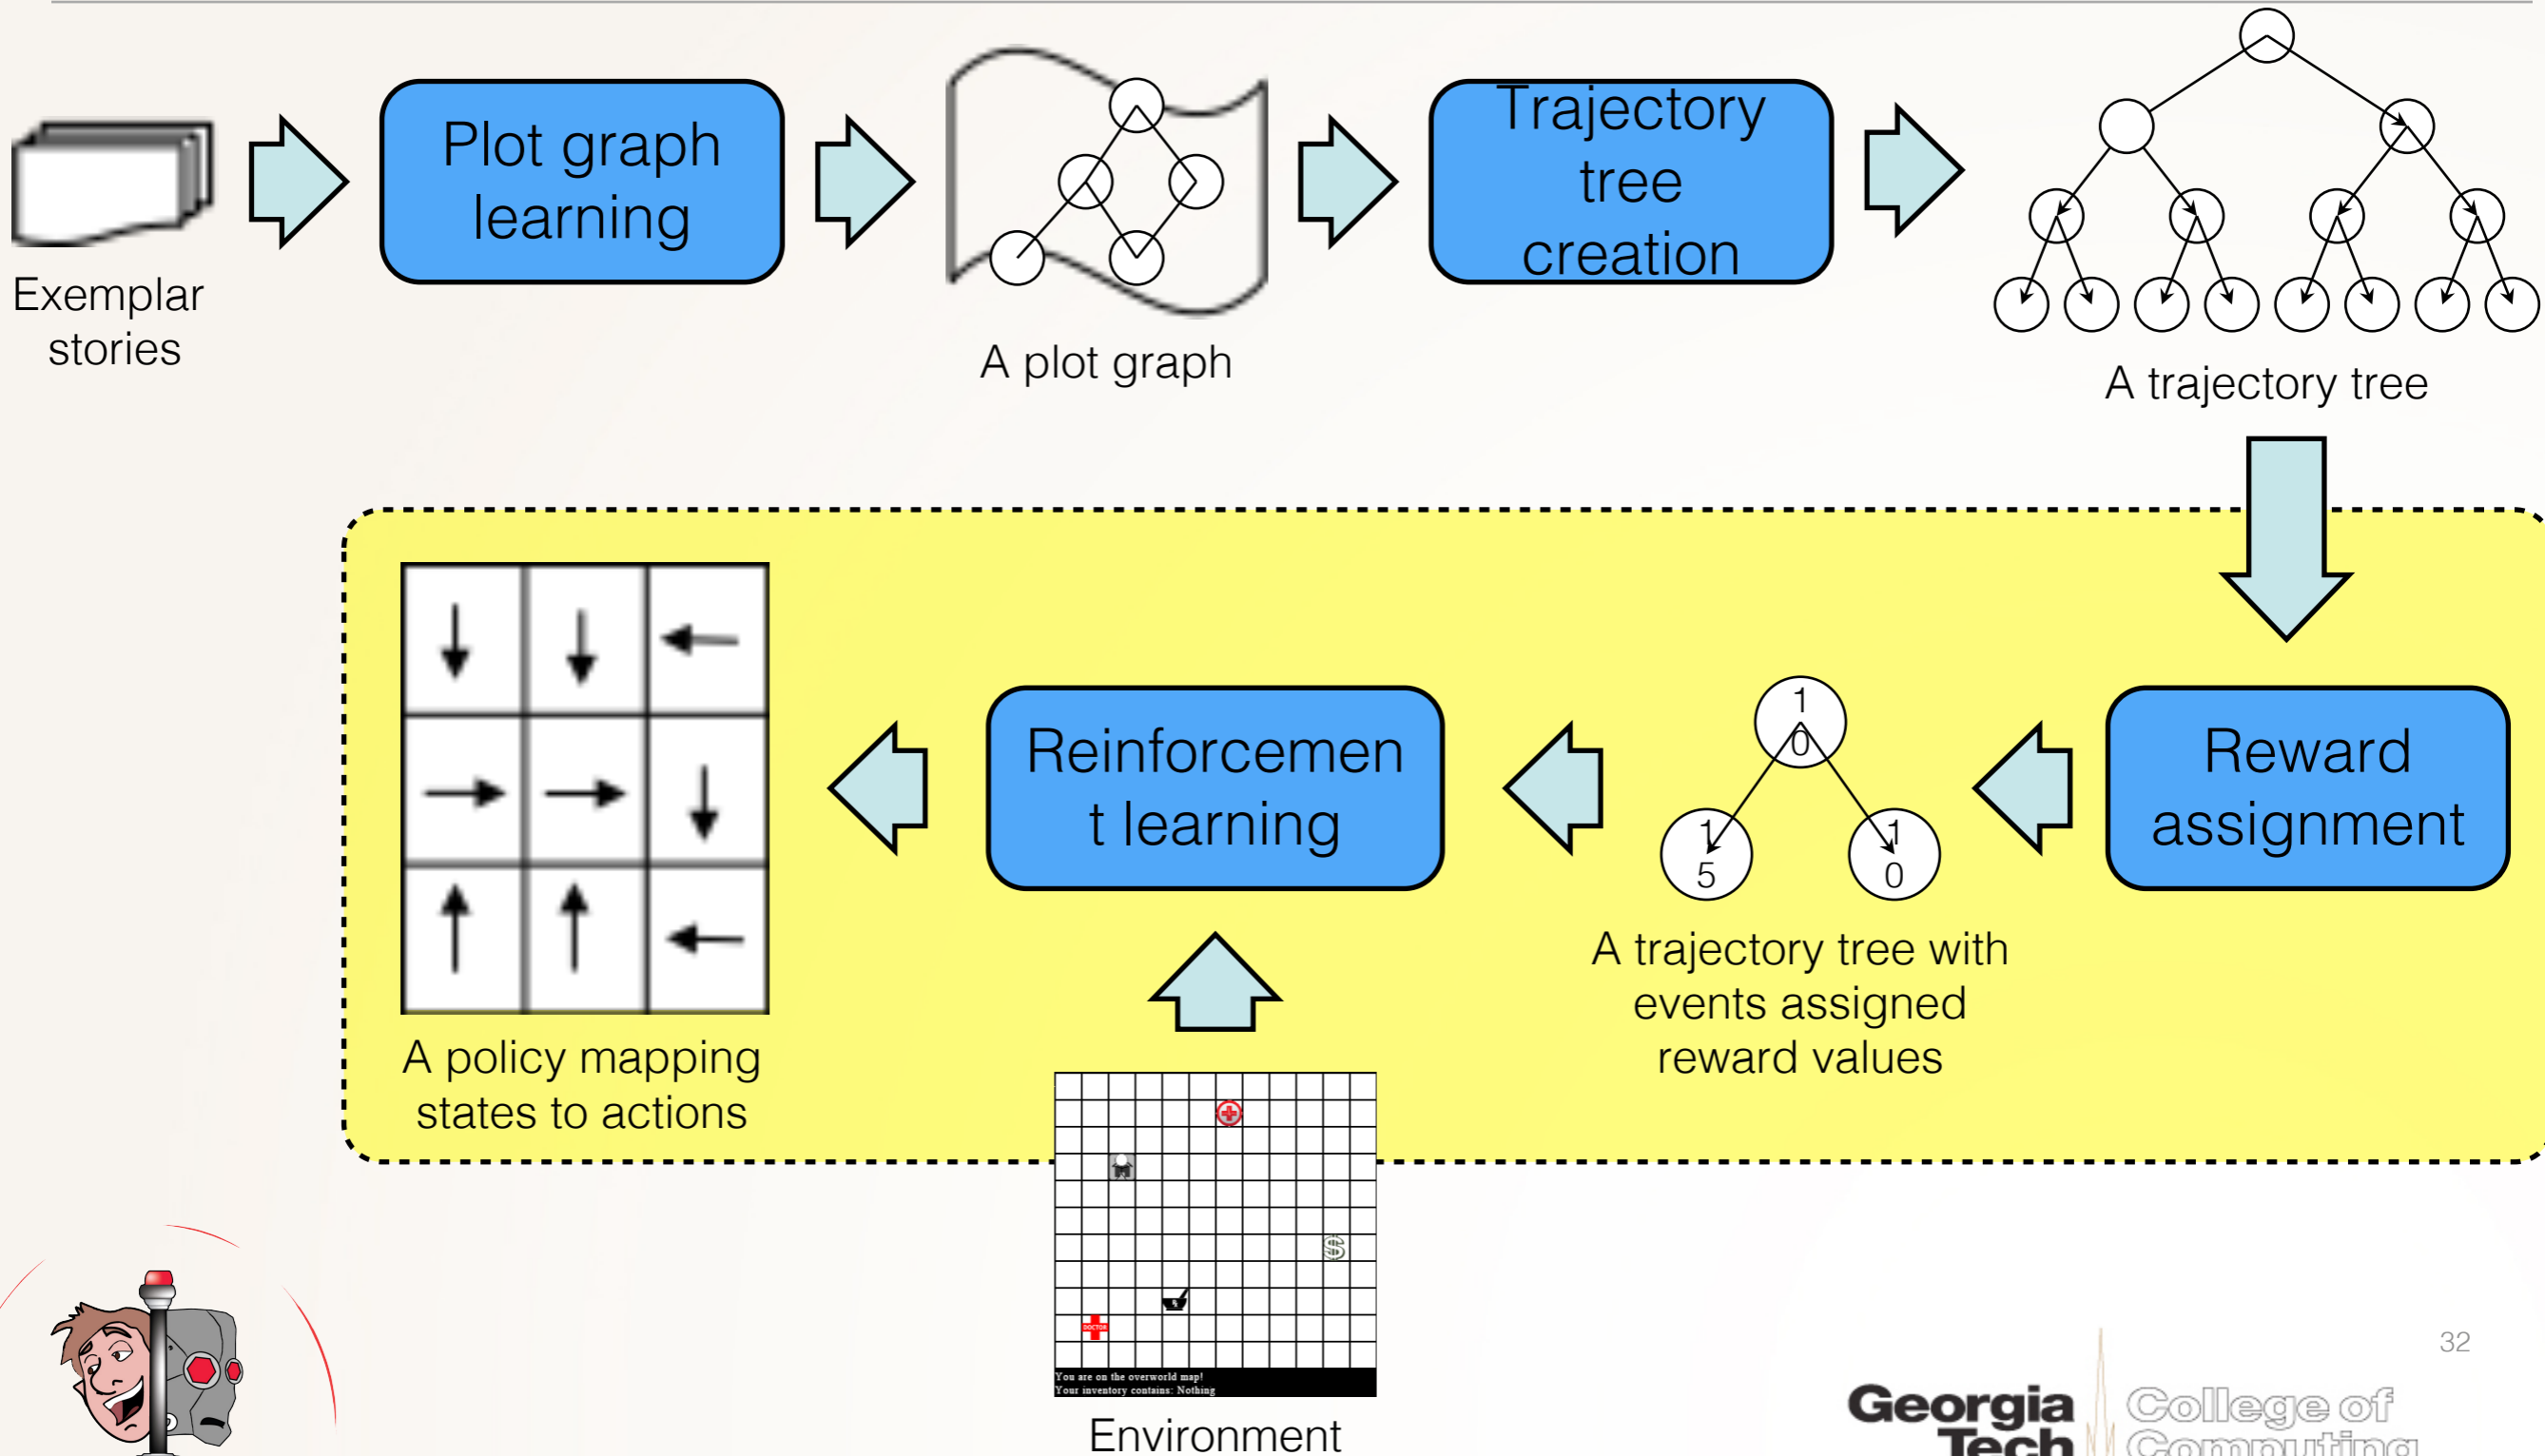 Exemplar
stories
Plot graph
learning
A plot graph
Trajectory
tree
creation
A trajectory tree
A policy mapping
states to actions
Reinforcemen
t learning
1
0
1
5
1
0
A trajectory tree with
events assigned
reward values
Reward
assignment
$
DOCTOR
You are on the overworld map!
Your inventory contains: Nothing
Environment
32
Georgia
Tech
College of
Computing